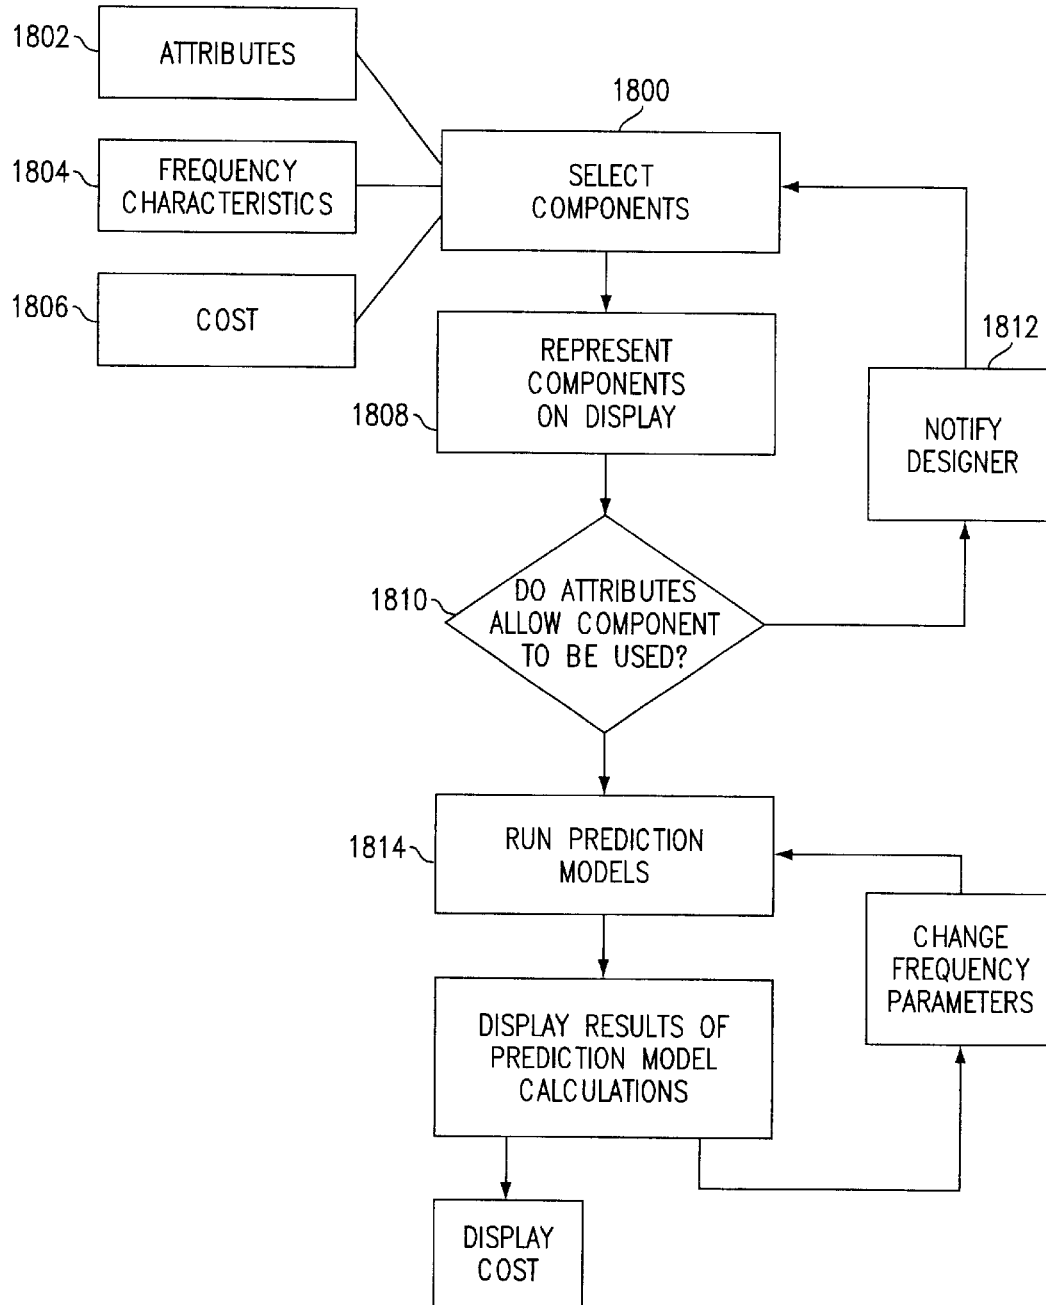 1802
ATTRIBUTES
1800
1804
FREQUENCY
CHARACTERISTICS
SELECT
COMPONENTS
1806
COST
REPRESENT
COMPONENTS
ON DISPLAY
1808
1812
NOTIFY
DESIGNER
1810
DO ATTRIBUTES
ALLOW COMPONENT
TO BE USED?
1814
RUN PREDICTION
MODELS
CHANGE
FREQUENCY
PARAMETERS
DISPLAY RESULTS OF
PREDICTION MODEL
CALCULATIONS
DISPLAY
COST